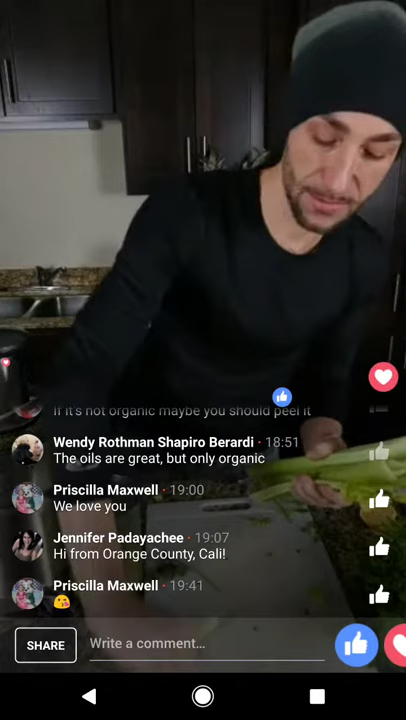 If it's not organic maybe you should peel it
Wendy Rothman Shapiro Berardi · 18:51
The oils are great, but only organic
Priscilla Maxwell · 19:00
We love you
Jennifer Padayachee · 19:07
Hi from Orange County, Cali!
Priscilla Maxwell · 19:41
😘
SHARE
Write a comment...